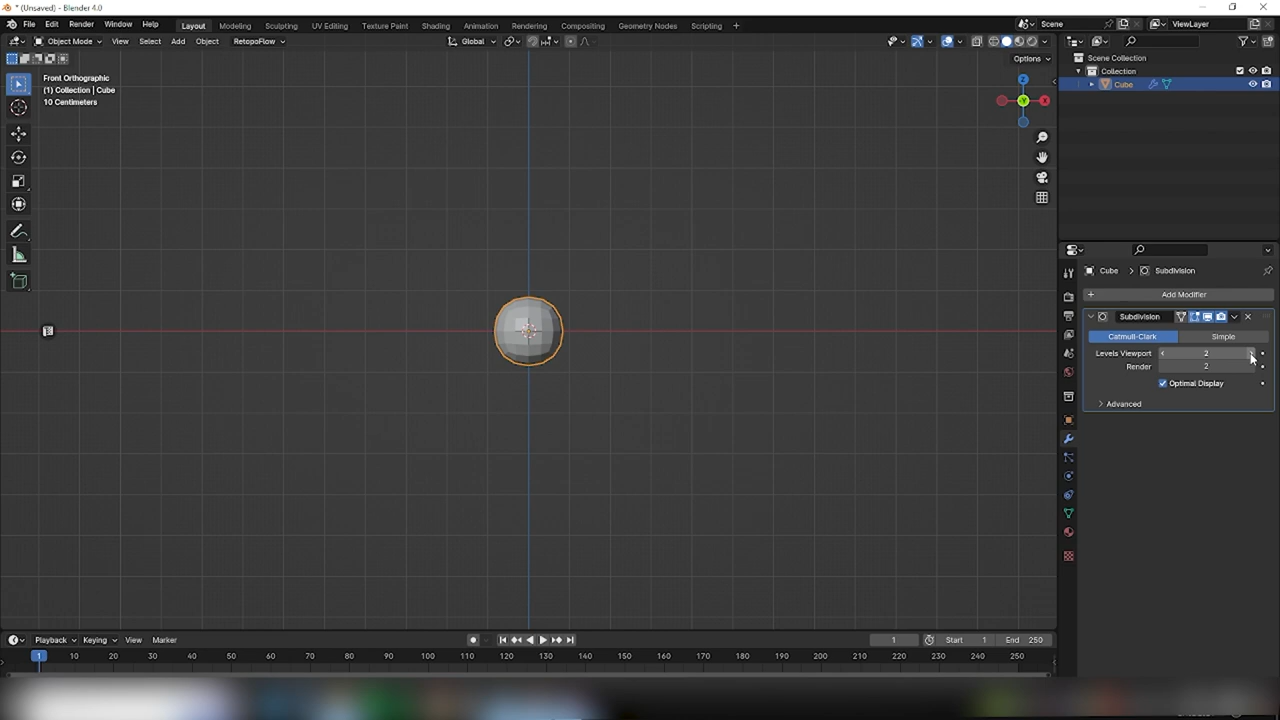 * (Unsaved) - Blender 4.0
File Edit Render Window Help Layout Modeling Sculpting UV Editing Texture Paint Shading Animation Rendering Compositing Geometry Nodes Scripting + Scene ViewLayer
Object Mode View Select Add Object RetopoFlow Global
Options
Front Orthographic
(1) Collection | Cube
10 Centimeters
Z
Y
X
Scene Collection
Collection
Cube
Cube > Subdivision
+ Add Modifier
Subdivision
Catmull-Clark Simple
Levels Viewport 2
Render 2
Optimal Display
Advanced
Playback Keying View Marker 1 Start 1 End 250
1 10 20 30 40 50 60 70 80 90 100 110 120 130 140 150 160 170 180 190 200 210 220 230 240 250